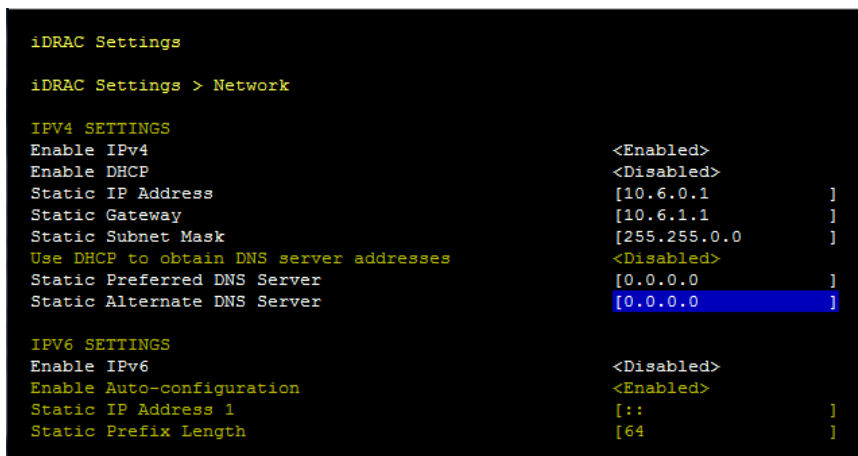 iDRAC Settings
iDRAC Settings > Network
IPV4 SETTINGS
Enable IPv4 <Enabled>
Enable DHCP <Disabled>
Static IP Address [10.6.0.1 ]
Static Gateway [10.6.1.1 ]
Static Subnet Mask [255.255.0.0 ]
Use DHCP to obtain DNS server addresses <Disabled>
Static Preferred DNS Server [0.0.0.0 ]
Static Alternate DNS Server [0.0.0.0 ]
IPV6 SETTINGS
Enable IPv6 <Disabled>
Enable Auto-configuration <Enabled>
Static IP Address 1 [:: ]
Static Prefix Length [64 ]